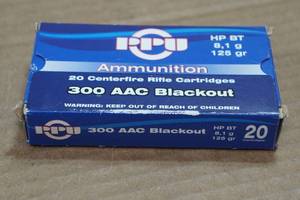 PPU
HP BT
8,1 g
125 gr
Ammunition
20 Centerfire Rifle Cartridges
300 AAC Blackout
WARNING: KEEP OUT OF REACH OF CHILDREN
PPU
300 AAC Blackout
HP BT
8,1 g
125 gr
20